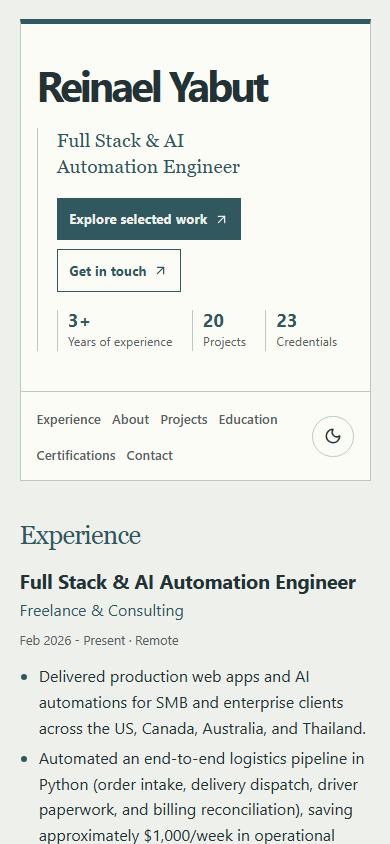 Reinael Yabut
Full Stack & AI
Automation Engineer
Explore selected work
Get in touch
3+
Years of experience
20
Projects
23
Credentials
Experience About Projects Education
Certifications Contact
Experience
Full Stack & AI Automation Engineer
Freelance & Consulting
Feb 2026 - Present · Remote
• Delivered production web apps and AI
automations for SMB and enterprise clients
across the US, Canada, Australia, and Thailand.
• Automated an end-to-end logistics pipeline in
Python (order intake, delivery dispatch, driver
paperwork, and billing reconciliation), saving
approximately $1,000/week in operational